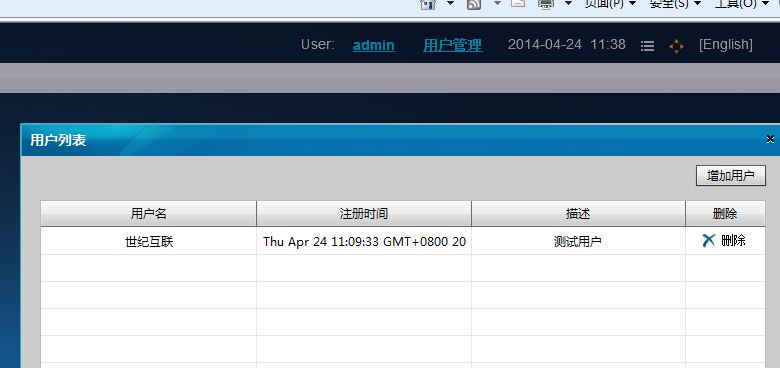 页面(P) 安全(S) 工具(O)
User: admin 用户管理 2014-04-24 11:38 [English]
用户列表
增加用户
用户名 注册时间 描述 删除
世纪互联 Thu Apr 24 11:09:33 GMT+0800 20 测试用户 删除